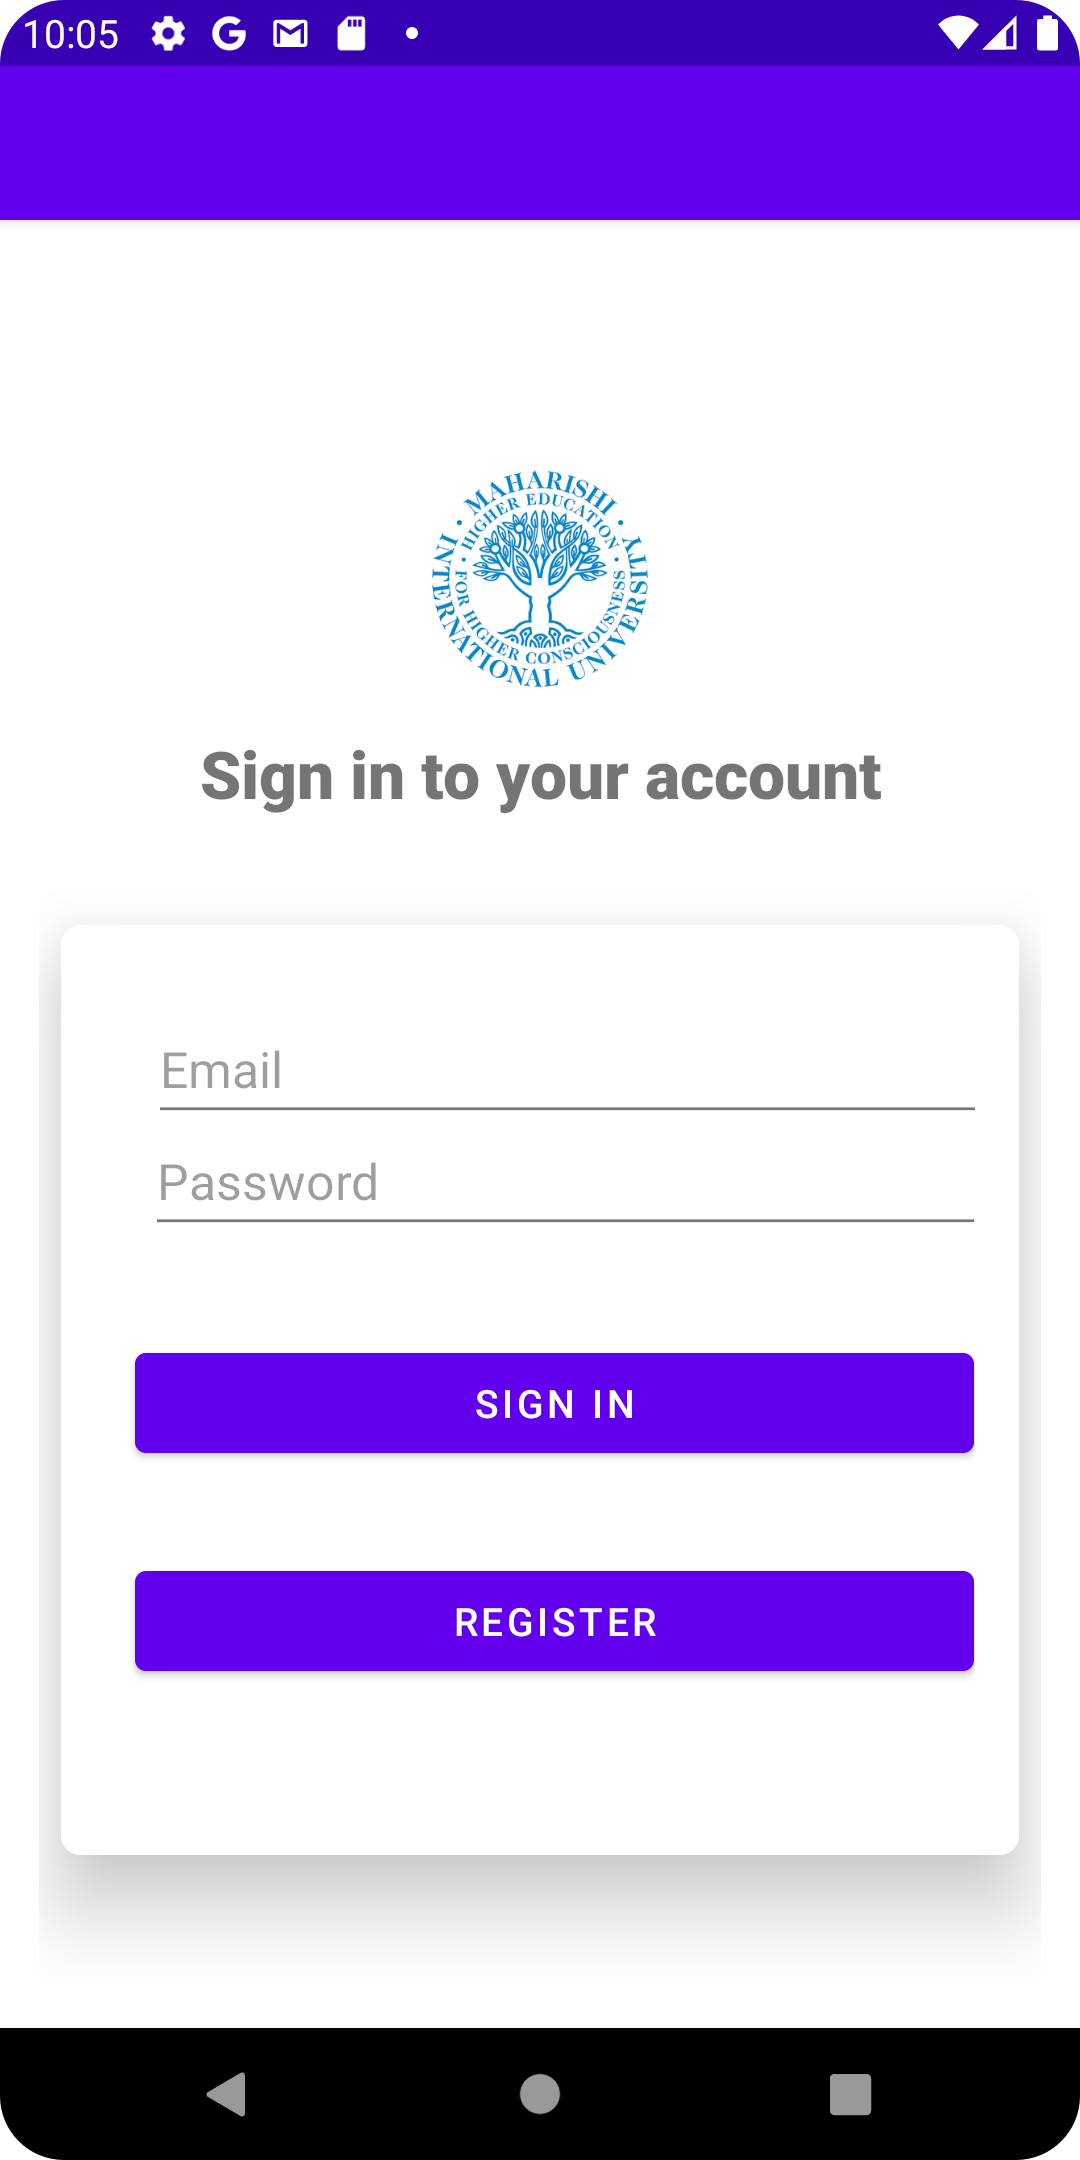 10:05
MAHARISHI
INTERNATIONAL UNIVERSITY
HIGHER EDUCATION
FOR HIGHER CONSCIOUSNESS
Sign in to your account
Email
Password
SIGN IN
REGISTER